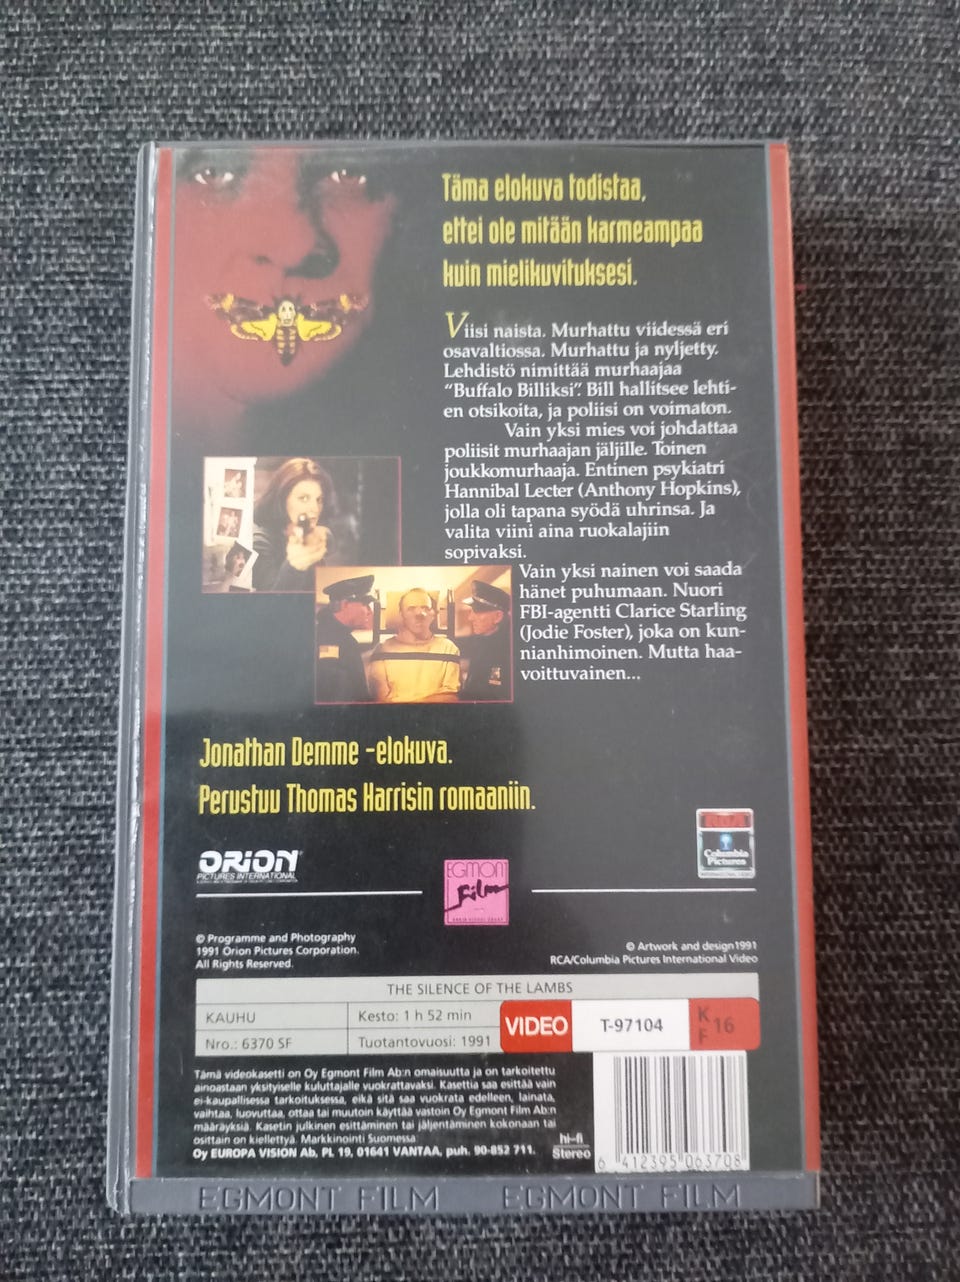 Täma elokuva todistaa,
ettei ole mitään karmeampaa
kuin mielikuvituksesi.
Viisi naista. Murhattu viidessä eri
osavaltiossa. Murhattu ja nyljetty.
Lehdistö nimittää murhaajaa
"Buffalo Billiksi". Bill hallitsee lehti-
en otsikoita, ja poliisi on voimaton.
Vain yksi mies voi johdattaa
poliisit murhaajan jäljille. Toinen
joukkomurhaaja. Entinen psykiatri
Hannibal Lecter (Anthony Hopkins),
jolla oli tapana syödä uhrinsa. Ja
valita viini aina ruokalajiin
sopivaksi.
Vain yksi nainen voi saada
hänet puhumaan. Nuori
FBI-agentti Clarice Starling
(Jodie Foster), joka on kun-
nianhimoinen. Mutta haa-
voittuvainen...
Jonathan Demme -elokuva.
Perustuu Thomas Harrisin romaaniin.
ORION
PICTURES INTERNATIONAL
EGMONT
Film
RCA
Columbia
Pictures
© Programme and Photography
1991 Orion Pictures Corporation.
All Rights Reserved.
© Artwork and design 1991
RCA/Columbia Pictures International Video
THE SILENCE OF THE LAMBS
KAUHU
Kesto: 1 h 52 min
Nro.: 6370 SF
Tuotantovuosi: 1991
VIDEO
T-97104
K
F 16
Tämä videokasetti on Oy Egmont Film Ab:n omaisuutta ja on tarkoitettu
ainoastaan yksityiselle kuluttajalle vuokrattavaksi. Kasettia saa esittää vain
ei-kaupallisessa tarkoituksessa, eikä sitä saa vuokrata edelleen, lainata,
vaihtaa, luovuttaa, ottaa tai muutoin käyttää vastoin Oy Egmont Film Ab:n
määräyksiä. Kasetin julkinen esittäminen tai jäljentäminen kokonaan tai
osittain on kiellettyä. Markkinointi Suomessa:
Oy EUROPA VISION Ab, PL 19, 01641 VANTAA, puh. 90-852 711.
hi-fi
Stereo
6 412395 063708
EGMONT FILM EGMONT FILM